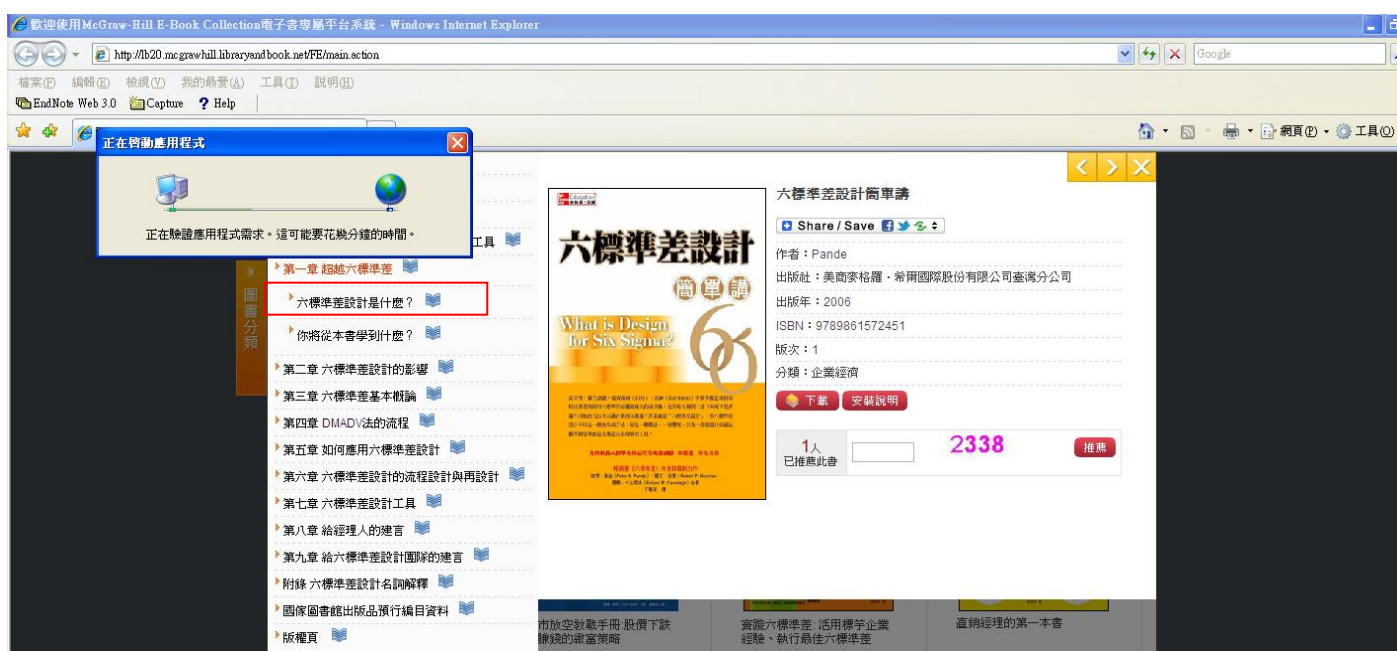 歡迎使用McGraw-Hill E-Book Collection電子書專屬平台系統 - Windows Internet Explorer
http://lb20.mcgrawhill.libraryandbook.net/FE/main.action
Google
檔案(F) 編輯(E) 檢視(V) 我的最愛(A) 工具(T) 說明(H)
EndNote Web 3.0 Capture ? Help
網頁(P) 工具(O)
正在啓動應用程式
正在驗證應用程式需求。這可能要花幾分鐘的時間。
圖書分類
工具
第一章 超越六標準差
六標準差設計是什麼？
你將從本書學到什麼？
第二章 六標準差設計的影響
第三章 六標準差基本概論
第四章 DMADV法的流程
第五章 如何應用六標準差設計
第六章 六標準差設計的流程設計與再設計
第七章 六標準差設計工具
第八章 給經理人的建言
第九章 給六標準差設計團隊的建言
附錄 六標準差設計名詞解釋
國家圖書館出版品預行編目資料
版權頁
六標準差設計
簡單講
What is Design
for Six Sigma?
六標準差設計簡單講
Share / Save
作者：Pande
出版社：美商麥格羅‧希爾國際股份有限公司臺灣分公司
出版年：2006
ISBN：9789861572451
版次：1
分類：企業經濟
下載 安裝說明
1人
已推薦此書
2338
推薦
市放空教戰手冊:股價下跌
賺錢的緻富策略
實踐六標準差:活用標竿企業
經驗、執行最佳六標準差
直銷經理的第一本書